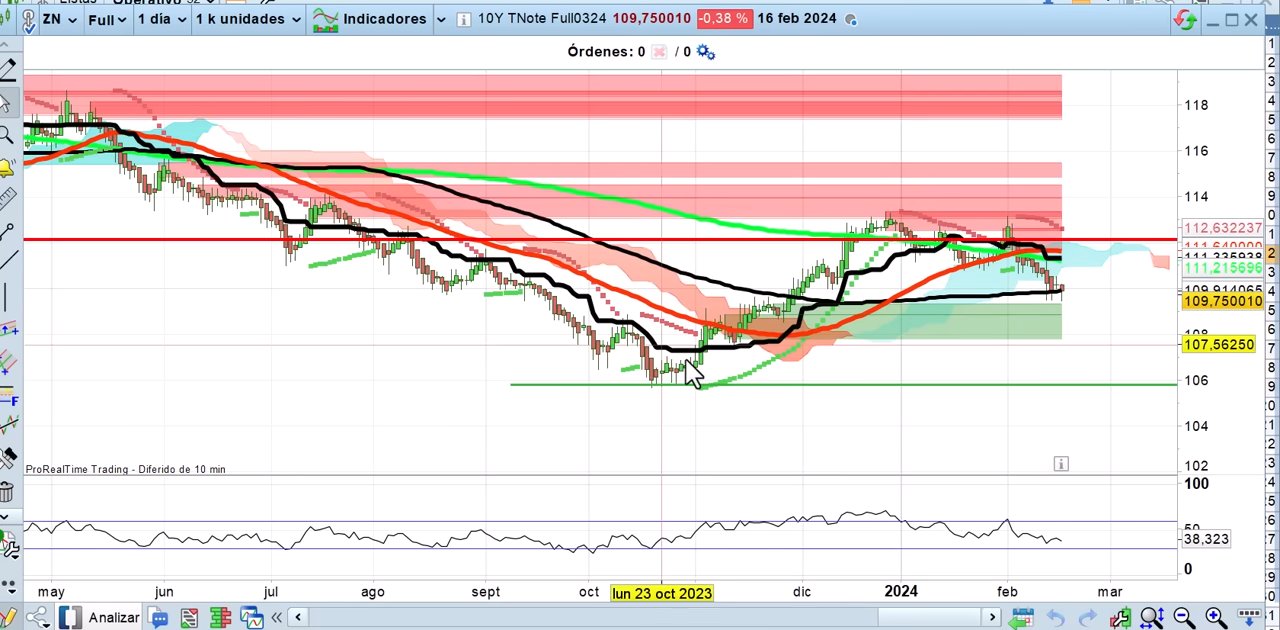 ZN Full 1 día 1 k unidades Indicadores 10Y TNote Full0324 109,750010 -0,38 % 16 feb 2024
Órdenes: 0 / 0
118
116
114
112,632237
111,215696
109,750010
107,56250
106
104
102
ProRealTime Trading - Diferido de 10 min
100
38,323
0
may jun jul ago sept oct lun 23 oct 2023 dic 2024 feb mar
Analizar